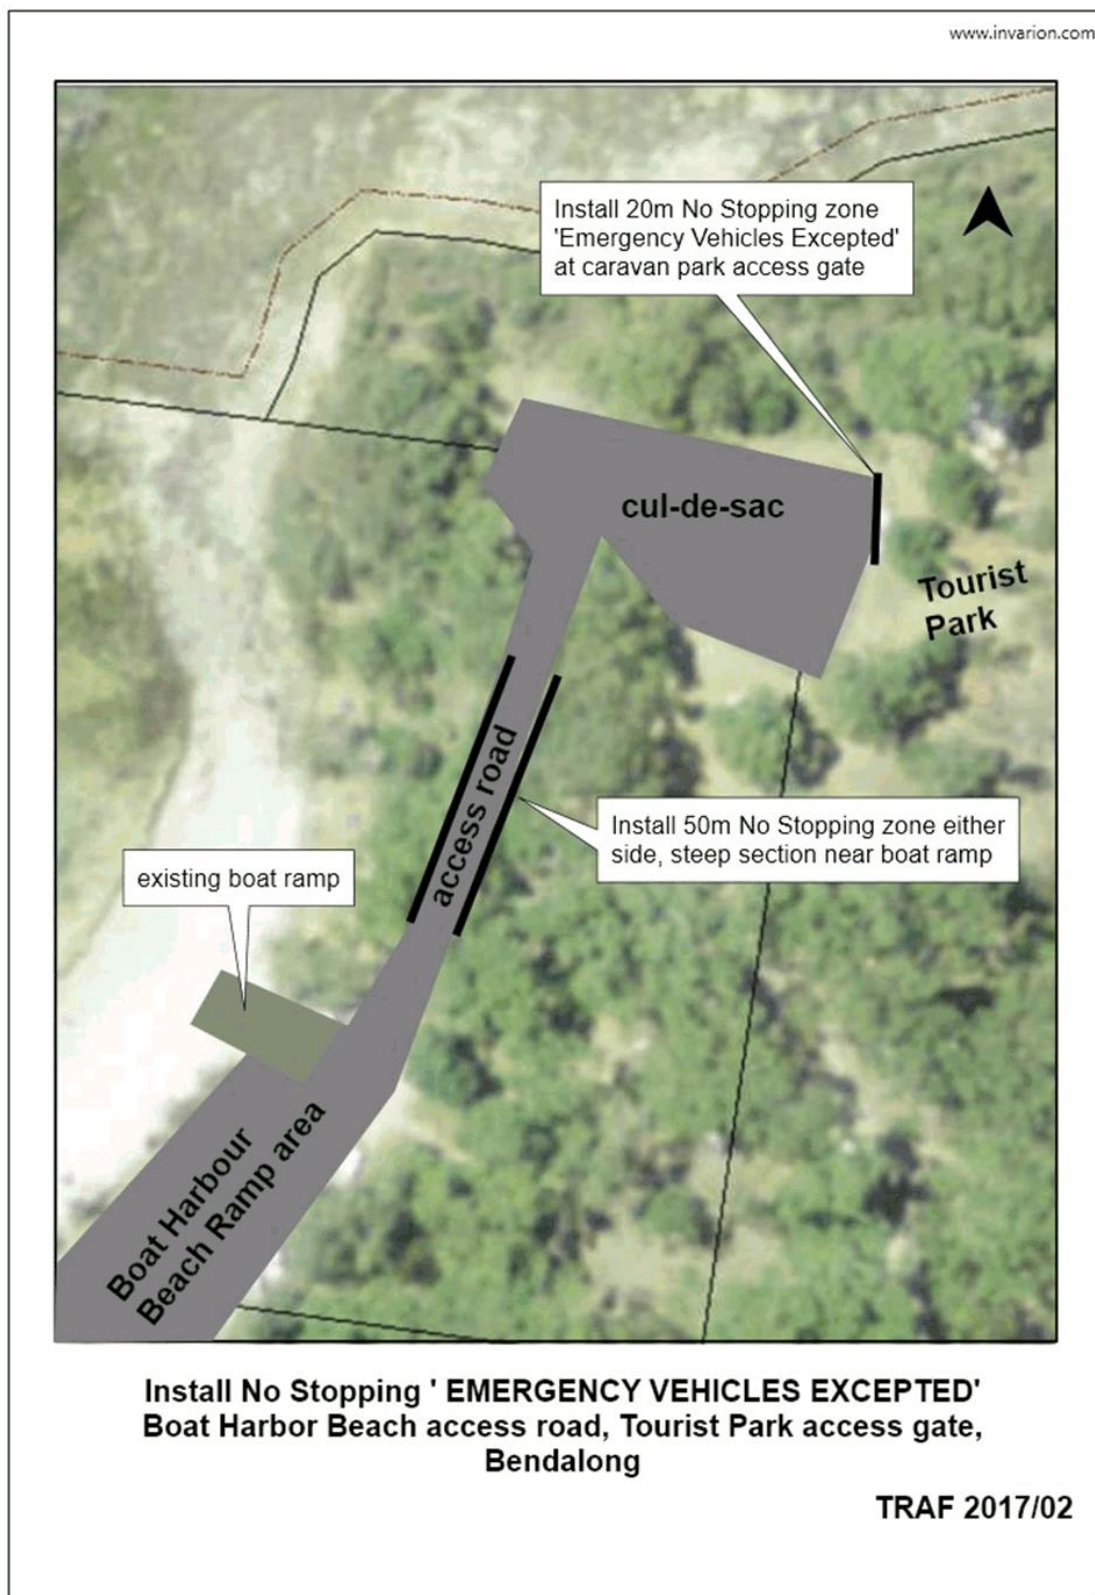 www.invarion.com
Install 20m No Stopping zone
'Emergency Vehicles Excepted'
at caravan park access gate
cul-de-sac
Tourist
Park
access road
Install 50m No Stopping zone either
side, steep section near boat ramp
existing boat ramp
Boat Harbour
Beach Ramp area
Install No Stopping ' EMERGENCY VEHICLES EXCEPTED'
Boat Harbor Beach access road, Tourist Park access gate,
Bendalong
TRAF 2017/02